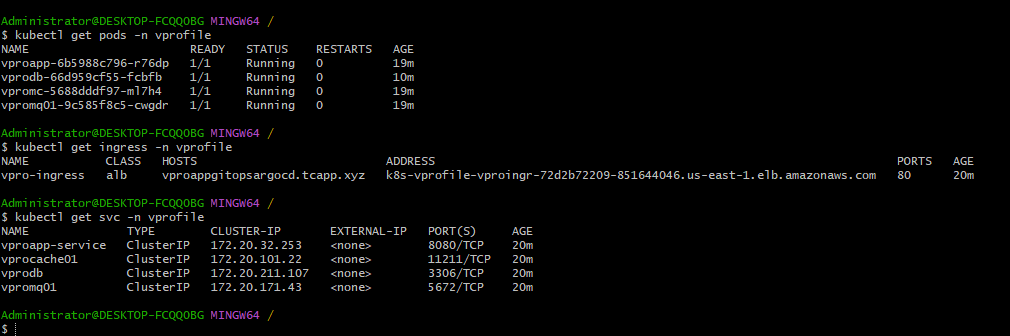 Administrator@DESKTOP-FCQQ0BG MINGW64 /
$ kubectl get pods -n vprofile
NAME READY STATUS RESTARTS AGE
vproapp-6b5988c796-r76dp 1/1 Running 0 19m
vprodb-66d959cf55-fcbfb 1/1 Running 0 10m
vpromc-5688dddf97-ml7h4 1/1 Running 0 19m
vpromq01-9c585f8c5-cwgdr 1/1 Running 0 19m
Administrator@DESKTOP-FCQQ0BG MINGW64 /
$ kubectl get ingress -n vprofile
NAME CLASS HOSTS ADDRESS PORTS AGE
vpro-ingress alb vproappgitopsargocd.tcapp.xyz k8s-vprofile-vproingr-72d2b72209-851644046.us-east-1.elb.amazonaws.com 80 20m
Administrator@DESKTOP-FCQQ0BG MINGW64 /
$ kubectl get svc -n vprofile
NAME TYPE CLUSTER-IP EXTERNAL-IP PORT(S) AGE
vproapp-service ClusterIP 172.20.32.253 <none> 8080/TCP 20m
vprocache01 ClusterIP 172.20.101.22 <none> 11211/TCP 20m
vprodb ClusterIP 172.20.211.107 <none> 3306/TCP 20m
vpromq01 ClusterIP 172.20.171.43 <none> 5672/TCP 20m
Administrator@DESKTOP-FCQQ0BG MINGW64 /
$